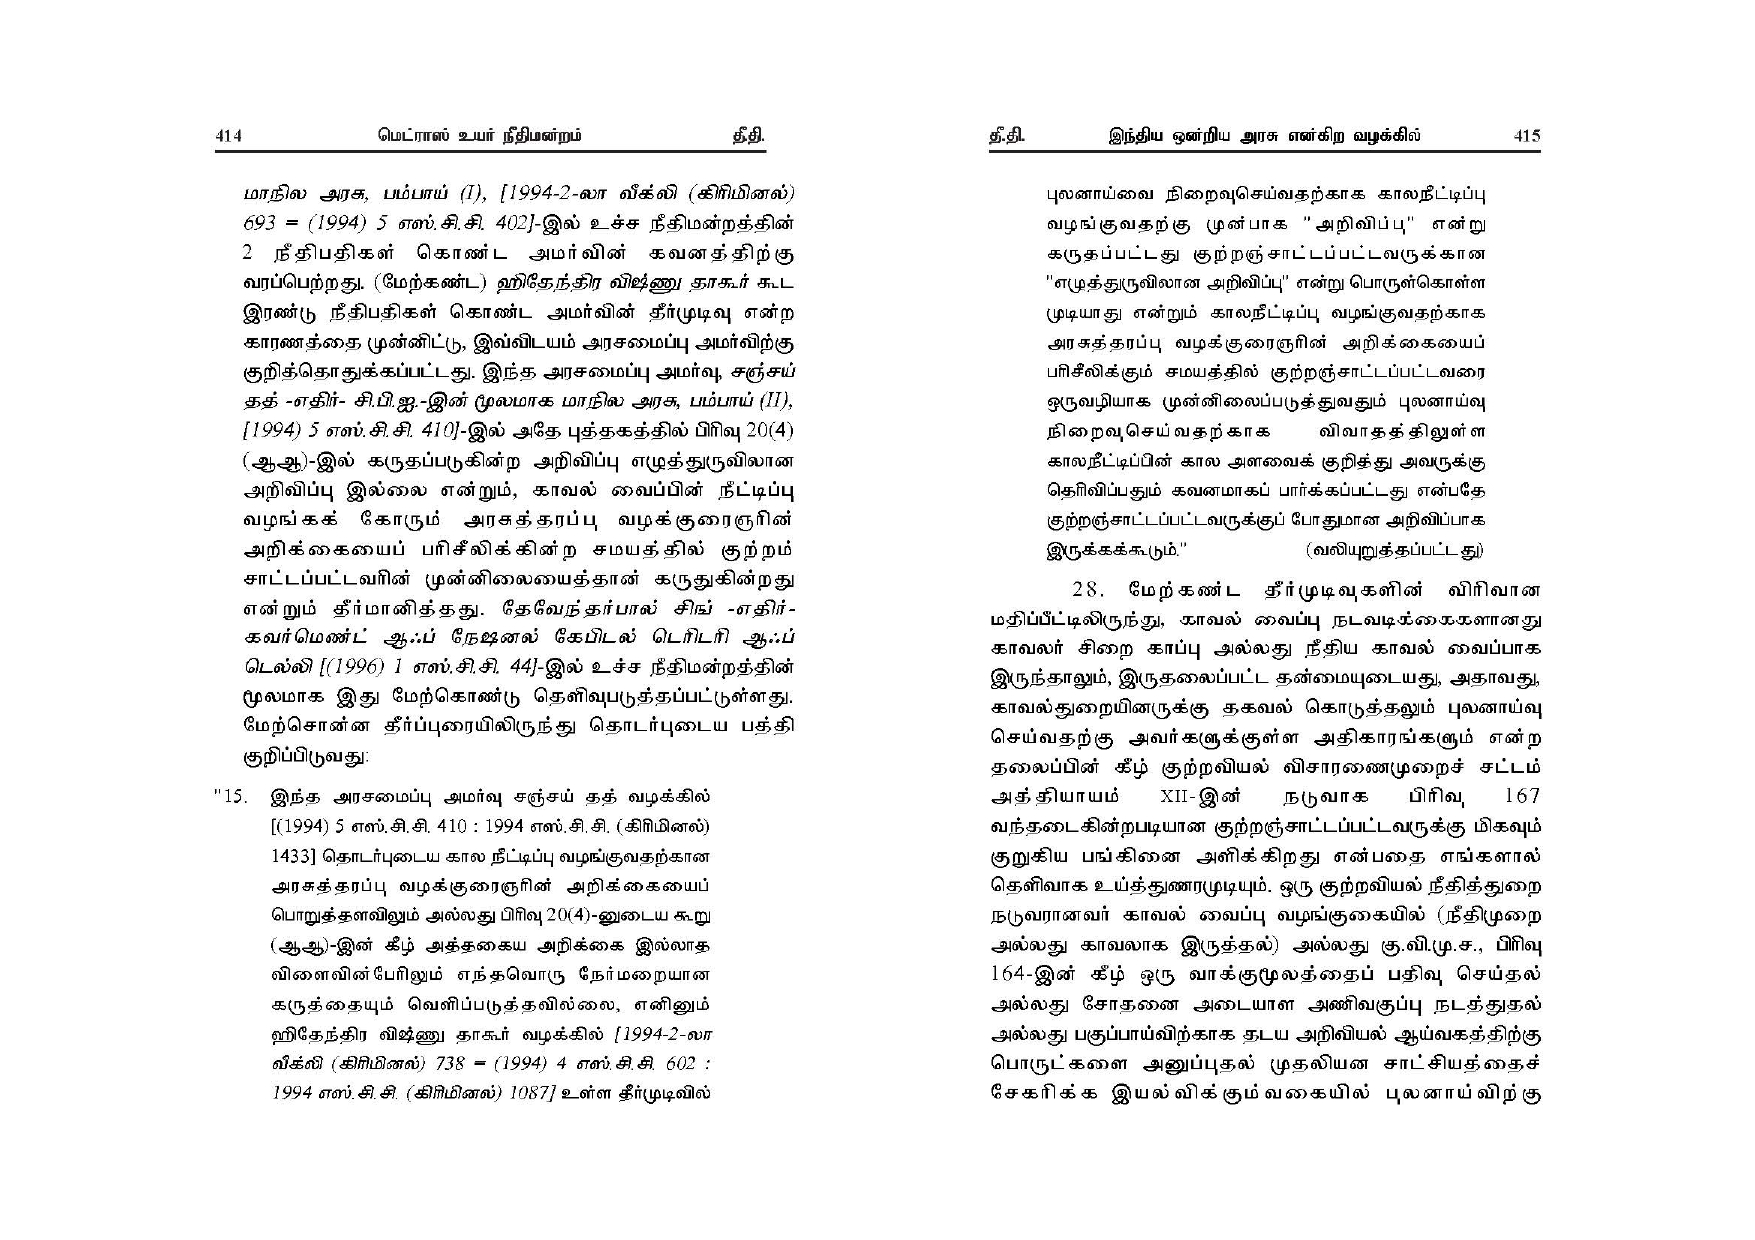 414 மெட்ராஸ் உயர் நீதிமன்றம் தீ.தி.
மாநில அரசு, பம்பாய் (I), [1994-2-லா வீக்லி (கிரிமினல்)
693 = (1994) 5 எஸ்.சி.சி. 402]-இல் உச்ச நீதிமன்றத்தின்
2 நீதிபதிகள் கொண்ட அமர்வின் கவனத்திற்கு
வரப்பெற்றது. (மேற்கண்ட) ஹிதேந்திர விஷ்ணு தாகூர் கூட
இரண்டு நீதிபதிகள் கொண்ட அமர்வின் தீர்முடிவு என்ற
காரணத்தை முன்னிட்டு, இவ்விடயம் அரசமைப்பு அமர்விற்கு
குறித்தொதுக்கப்பட்டது. இந்த அரசமைப்பு அமர்வு, சஞ்சய்
தத் -எதிர்- சி.பி.ஐ.-இன் மூலமாக மாநில அரசு, பம்பாய் (II),
[1994) 5 எஸ்.சி.சி. 410]-இல் அதே புத்தகத்தில் பிரிவு 20(4)
(ஆஆ)-இல் கருதப்படுகின்ற அறிவிப்பு எழுத்துருவிலான
அறிவிப்பு இல்லை என்றும், காவல் வைப்பின் நீட்டிப்பு
வழங்கக் கோரும் அரசுத்தரப்பு வழக்குரைஞரின்
அறிக்கையைப் பரிசீலிக்கின்ற சமயத்தில் குற்றம்
சாட்டப்பட்டவரின் முன்னிலையைத்தான் கருதுகின்றது
என்றும் தீர்மானித்தது. தேவேந்தர்பால் சிங் -எதிர்-
கவர்மெண்ட் ஆஃப் நேஷனல் கேபிடல் டெரிடரி ஆஃப்
டெல்லி [(1996) 1 எஸ்.சி.சி. 44]-இல் உச்ச நீதிமன்றத்தின்
மூலமாக இது மேற்கொண்டு தெளிவுபடுத்தப்பட்டுள்ளது.
மேற்சொன்ன தீர்ப்புரையிலிருந்து தொடர்புடைய பத்தி
குறிப்பிடுவது:
"15. இந்த அரசமைப்பு அமர்வு சஞ்சய் தத் வழக்கில்
[(1994) 5 எஸ்.சி.சி. 410 : 1994 எஸ்.சி.சி. (கிரிமினல்)
1433] தொடர்புடைய கால நீட்டிப்பு வழங்குவதற்கான
அரசுத்தரப்பு வழக்குரைஞரின் அறிக்கையைப்
பொறுத்தளவிலும் அல்லது பிரிவு 20(4)-னுடைய கூறு
(ஆஆ)-இன் கீழ் அத்தகைய அறிக்கை இல்லாத
விளைவின்பேரிலும் எந்தவொரு நேர்மறையான
கருத்தையும் வெளிப்படுத்தவில்லை, எனினும்
ஹிதேந்திர விஷ்ணு தாகூர் வழக்கில் [1994-2-லா
வீக்லி (கிரிமினல்) 738 = (1994) 4 எஸ்.சி.சி. 602 :
1994 எஸ்.சி.சி. (கிரிமினல்) 1087] உள்ள தீர்முடிவில்
தீ.தி. இந்திய ஒன்றிய அரசு என்கிற வழக்கில் 415
புலனாய்வை நிறைவுசெய்வதற்காக காலநீட்டிப்பு
வழங்குவதற்கு முன்பாக "அறிவிப்பு" என்று
கருதப்பட்டது குற்றஞ்சாட்டப்பட்டவருக்கான
"எழுத்துருவிலான அறிவிப்பு" என்று பொருள்கொள்ள
முடியாது என்றும் காலநீட்டிப்பு வழங்குவதற்காக
அரசுத்தரப்பு வழக்குரைஞரின் அறிக்கையைப்
பரிசீலிக்கும் சமயத்தில் குற்றஞ்சாட்டப்பட்டவரை
ஒருவழியாக முன்னிலைப்படுத்துவதும் புலனாய்வு
நிறைவுசெய்வதற்காக விவாதத்திலுள்ள
காலநீட்டிப்பின் கால அளவைக் குறித்து அவருக்கு
தெரிவிப்பதும் கவனமாகப் பார்க்கப்பட்டது என்பதே
குற்றஞ்சாட்டப்பட்டவருக்குப் போதுமான அறிவிப்பாக
இருக்கக்கூடும்." (வலியுறுத்தப்பட்டது)
28. மேற்கண்ட தீர்முடிவுகளின் விரிவான
மதிப்பீட்டிலிருந்து, காவல் வைப்பு நடவடிக்கைகளானது
காவலர் சிறை காப்பு அல்லது நீதிய காவல் வைப்பாக
இருந்தாலும், இருதலைப்பட்ட தன்மையுடையது, அதாவது,
காவல்துறையினருக்கு தகவல் கொடுத்தலும் புலனாய்வு
செய்வதற்கு அவர்களுக்குள்ள அதிகாரங்களும் என்ற
தலைப்பின் கீழ் குற்றவியல் விசாரணைமுறைச் சட்டம்
அத்தியாயம் XII-இன் நடுவாக பிரிவு 167
வந்தடைகின்றபடியான குற்றஞ்சாட்டப்பட்டவருக்கு மிகவும்
குறுகிய பங்கினை அளிக்கிறது என்பதை எங்களால்
தெளிவாக உய்த்துணரமுடியும். ஒரு குற்றவியல் நீதித்துறை
நடுவரானவர் காவல் வைப்பு வழங்குகையில் (நீதிமுறை
அல்லது காவலாக இருத்தல்) அல்லது கு.வி.மு.ச., பிரிவு
164-இன் கீழ் ஒரு வாக்குமூலத்தைப் பதிவு செய்தல்
அல்லது சோதனை அடையாள அணிவகுப்பு நடத்துதல்
அல்லது பகுப்பாய்விற்காக தடய அறிவியல் ஆய்வகத்திற்கு
பொருட்களை அனுப்புதல் முதலியன சாட்சியத்தைச்
சேகரிக்க இயல்விக்கும்வகையில் புலனாய்விற்கு